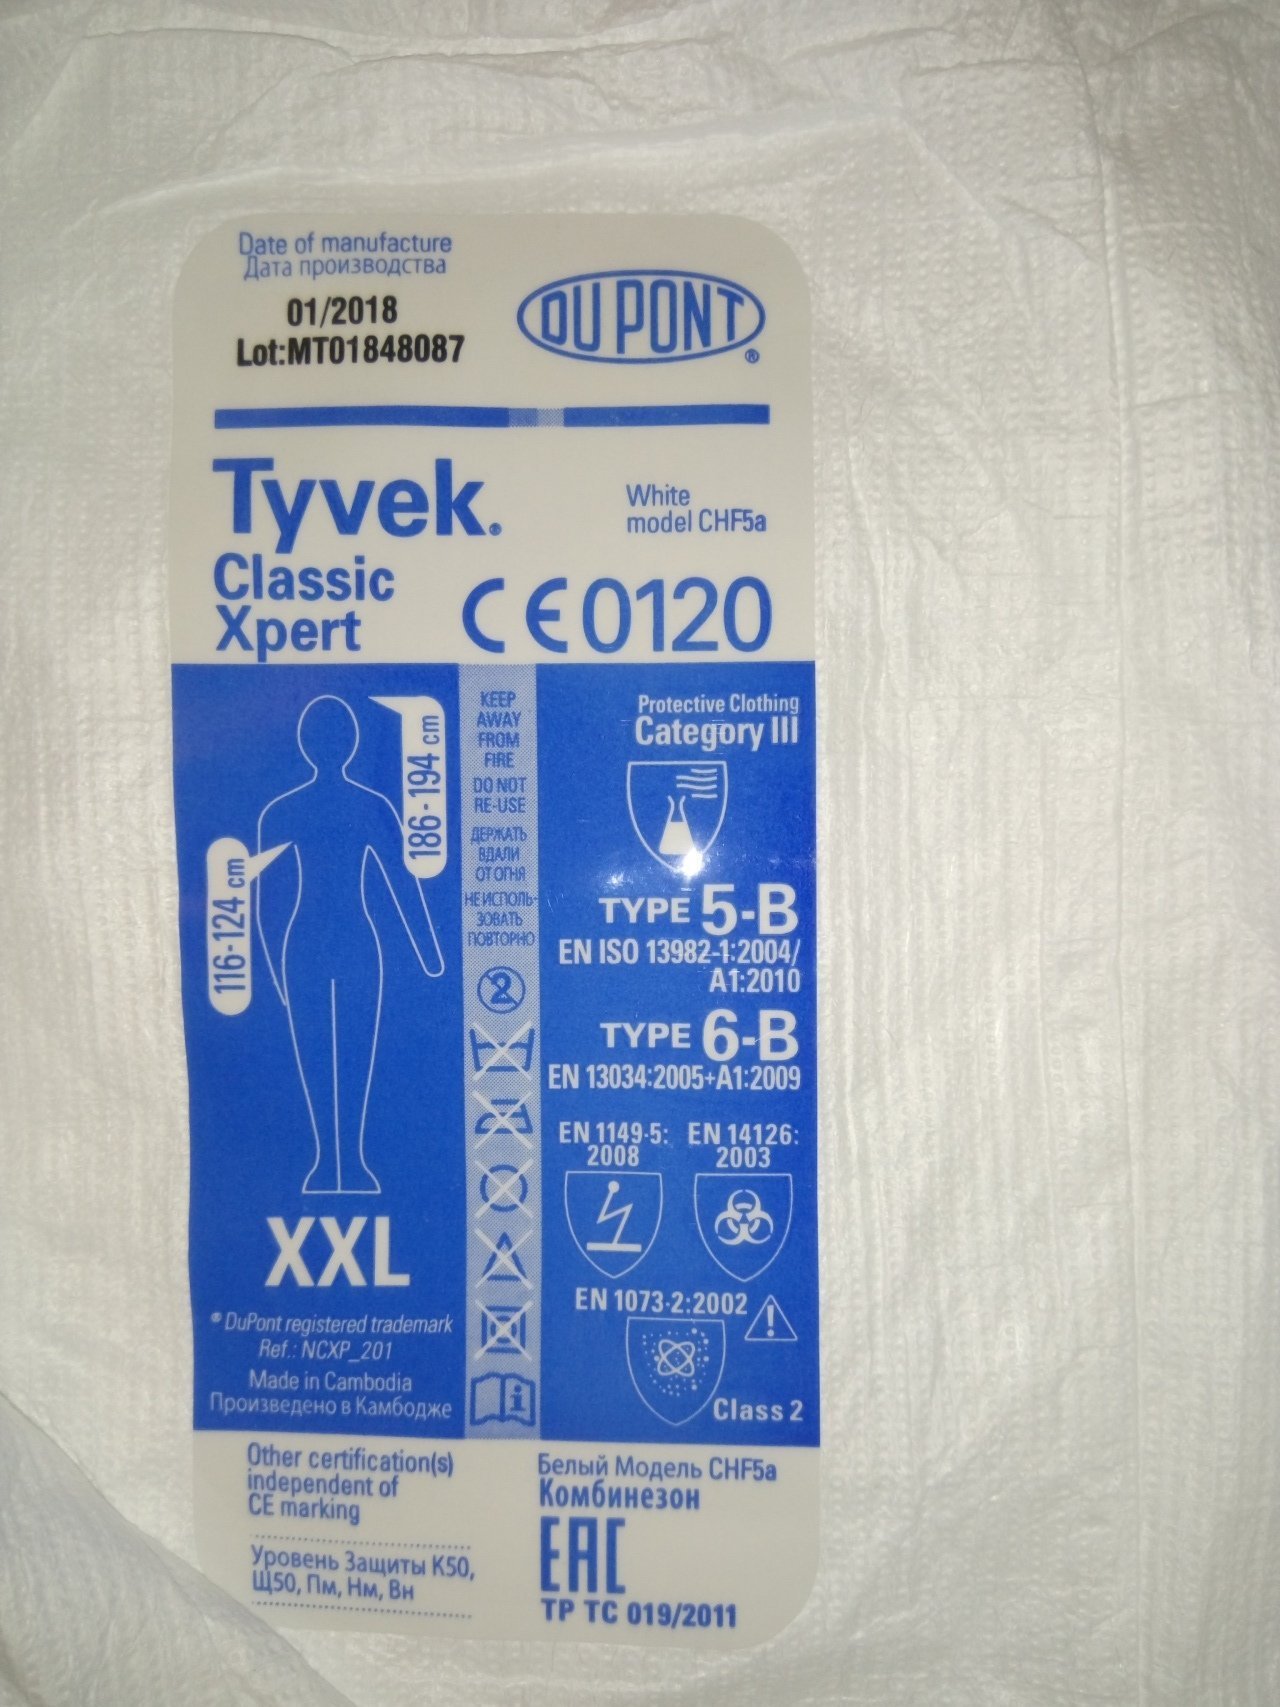 Date of manufacture
Дата производства
01/2018
Lot:MT01848087
DUPONT®
Tyvek®
Classic
Xpert
White
model CHF5a
CE0120
186 - 194 cm
116-124 cm
XXL
® DuPont registered trademark
Ref.: NCXP_201
Made in Cambodia
Произведено в Камбодже
KEEP
AWAY
FROM
FIRE
DO NOT
RE-USE
ДЕРЖАТЬ
ВДАЛИ
ОТ ОГНЯ
НЕ ИСПОЛЬ-
ЗОВАТЬ
ПОВТОРНО
2
i
Protective Clothing
Category III
TYPE 5-B
EN ISO 13982-1:2004/
A1:2010
TYPE 6-B
EN 13034:2005+A1:2009
EN 1149-5:
2008
EN 14126:
2003
EN 1073-2:2002
Class 2
Other certification(s)
independent of
CE marking
Уровень Защиты К50,
Щ50, Пм, Нм, Вн
Белый Модель CHF5a
Комбинезон
EAC
ТР ТС 019/2011